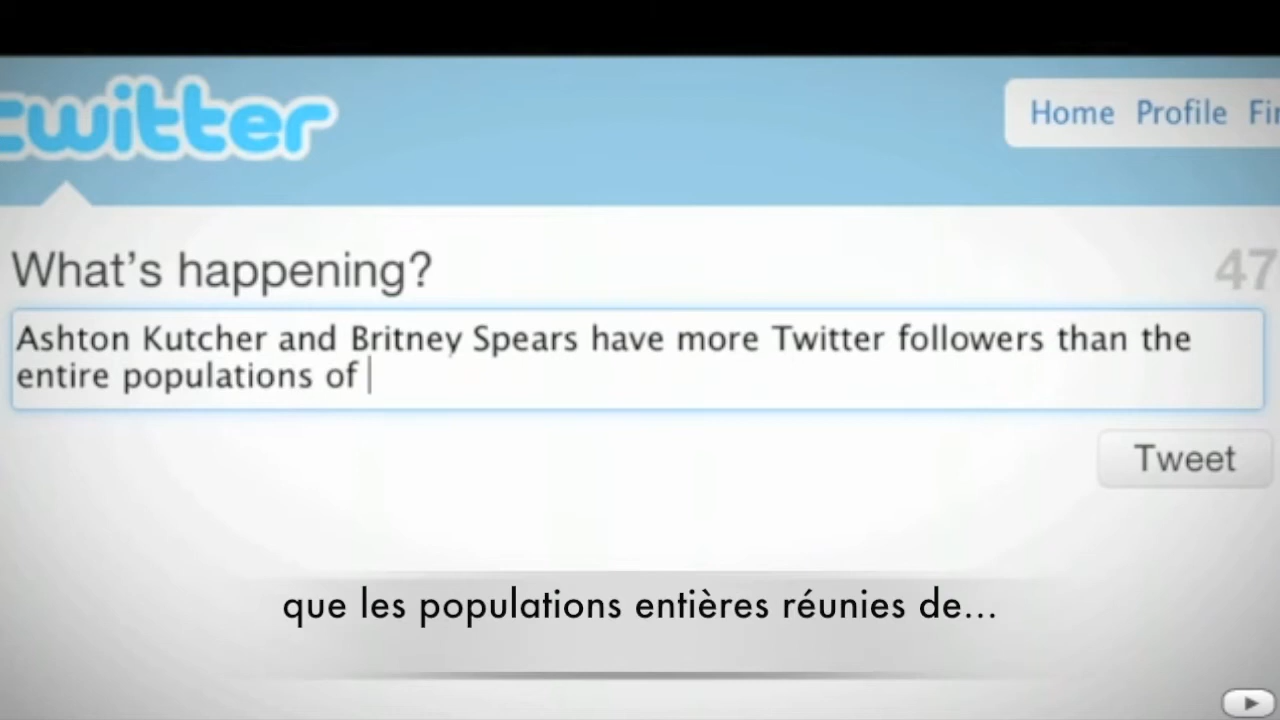 twitter
Home Profile Fin
What's happening?
47
Ashton Kutcher and Britney Spears have more Twitter followers than the
entire populations of
Tweet
que les populations entières réunies de...